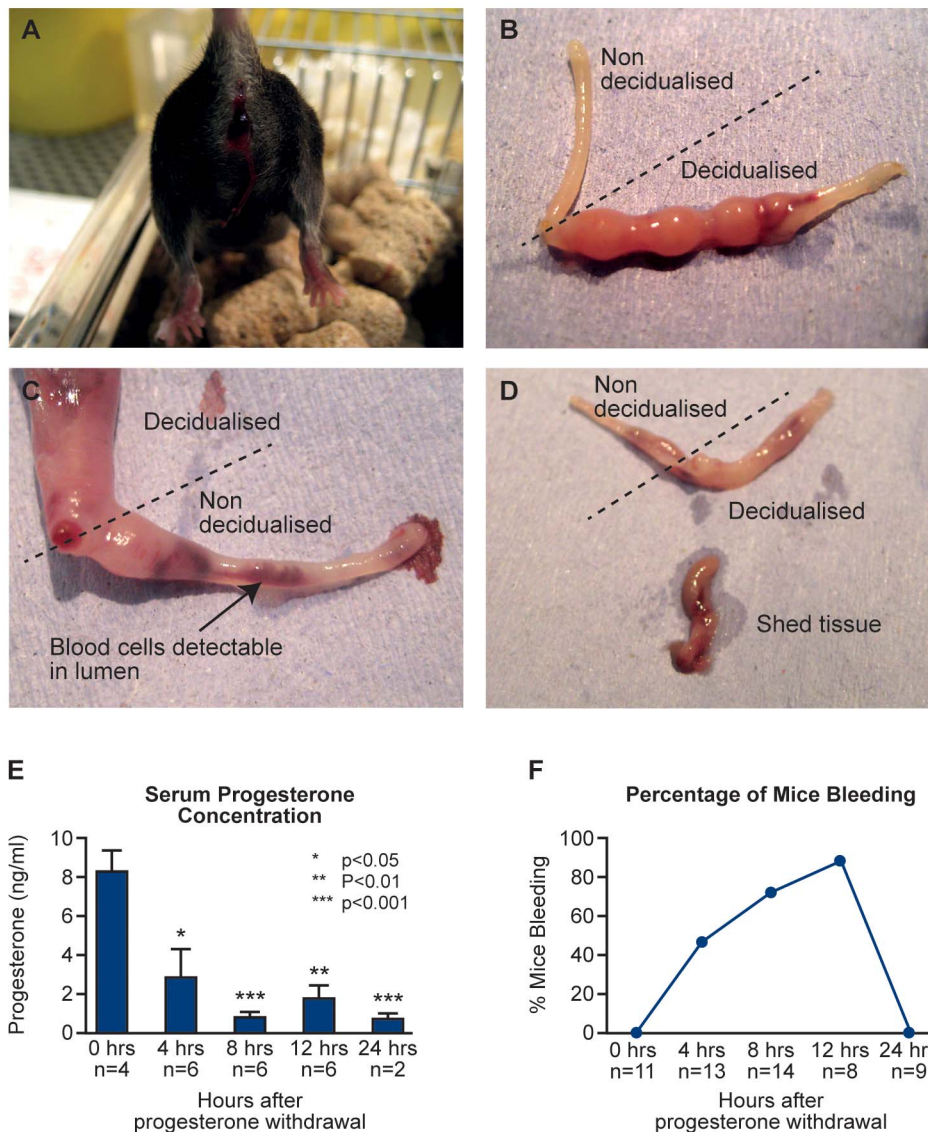 A
B
Non
decidualised
Decidualised
C
Decidualised
Non
decidualised
Blood cells detectable
in lumen
D
Non
decidualised
Decidualised
Shed tissue
E
Serum Progesterone
Concentration
Progesterone (ng/ml)
10
8
6
4
2
0
* p<0.05
** P<0.01
*** p<0.001
*
***
**
***
0 hrs 4 hrs 8 hrs 12 hrs 24 hrs
n=4 n=6 n=6 n=6 n=2
Hours after
progesterone withdrawal
F
Percentage of Mice Bleeding
% Mice Bleeding
100
80
60
40
20
0
0 hrs 4 hrs 8 hrs 12 hrs 24 hrs
n=11 n=13 n=14 n=8 n=9
Hours after
progesterone withdrawal